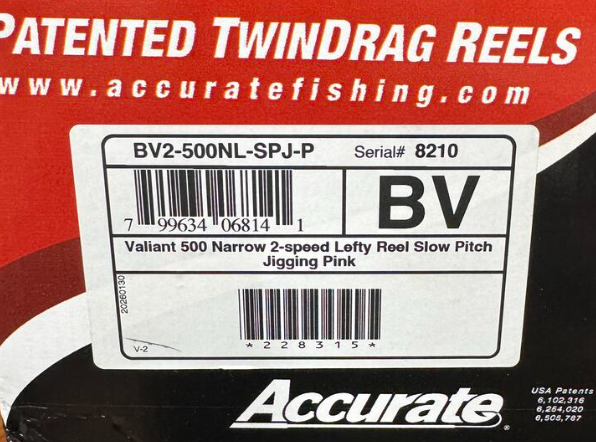 PATENTED TWINDRAG REELS
www.accuratefishing.com
BV2-500NL-SPJ-P Serial# 8210
7 99634 06814 1
BV
Valiant 500 Narrow 2-speed Lefty Reel Slow Pitch
Jigging Pink
20260130
*228315*
V-2
Accurate
USA Patents
6,102,316
6,254,020
6,505,787